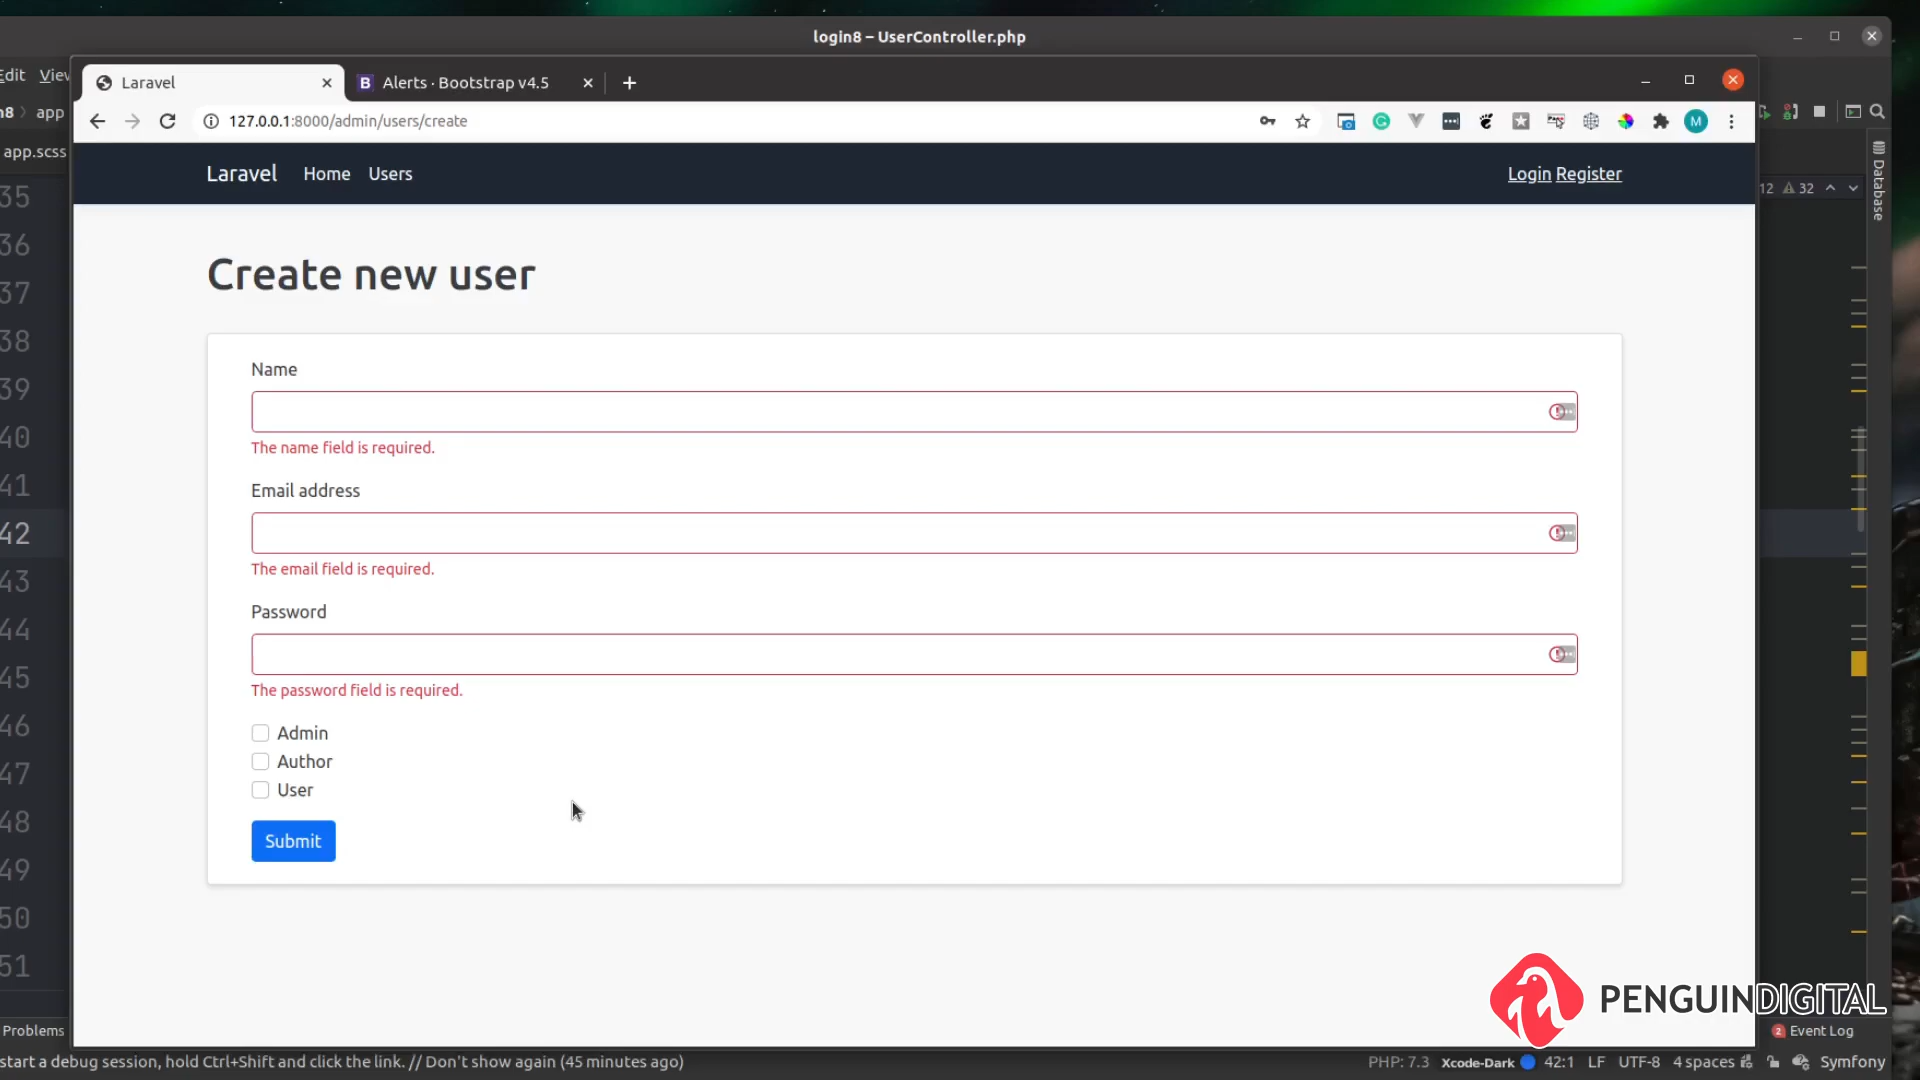 login8 – UserController.php
Edit View
Laravel
B Alerts · Bootstrap v4.5
n8 app
127.0.0.1:8000/admin/users/create
M
app.scss
Laravel Home Users
Login Register
12 32
Database
35
36
37
38
39
40
41
42
43
44
45
46
47
48
49
50
51
Create new user
Name
The name field is required.
Email address
The email field is required.
Password
The password field is required.
Admin
Author
User
Submit
PENGUINDIGITAL
Problems
2 Event Log
start a debug session, hold Ctrl+Shift and click the link. // Don't show again (45 minutes ago)
PHP: 7.3 Xcode-Dark 42:1 LF UTF-8 4 spaces Symfony